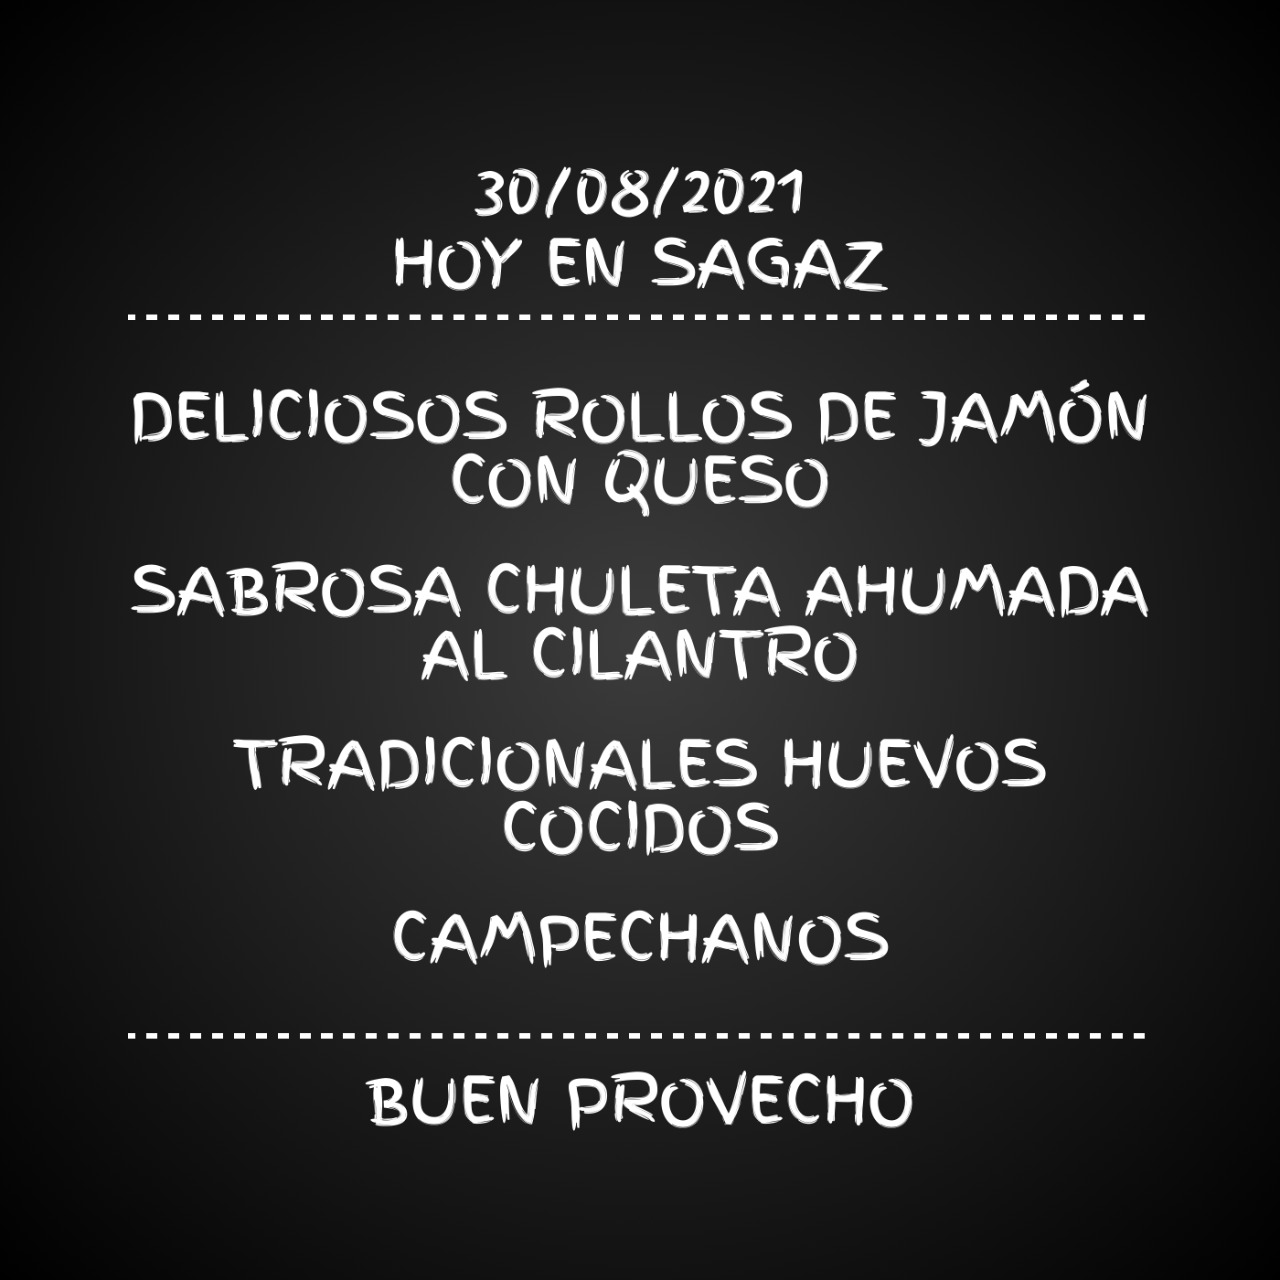 30/08/2021
HOY EN SAGAZ
DELICIOSOS ROLLOS DE JAMÓN
CON QUESO
SABROSA CHULETA AHUMADA
AL CILANTRO
TRADICIONALES HUEVOS
COCIDOS
CAMPECHANOS
BUEN PROVECHO